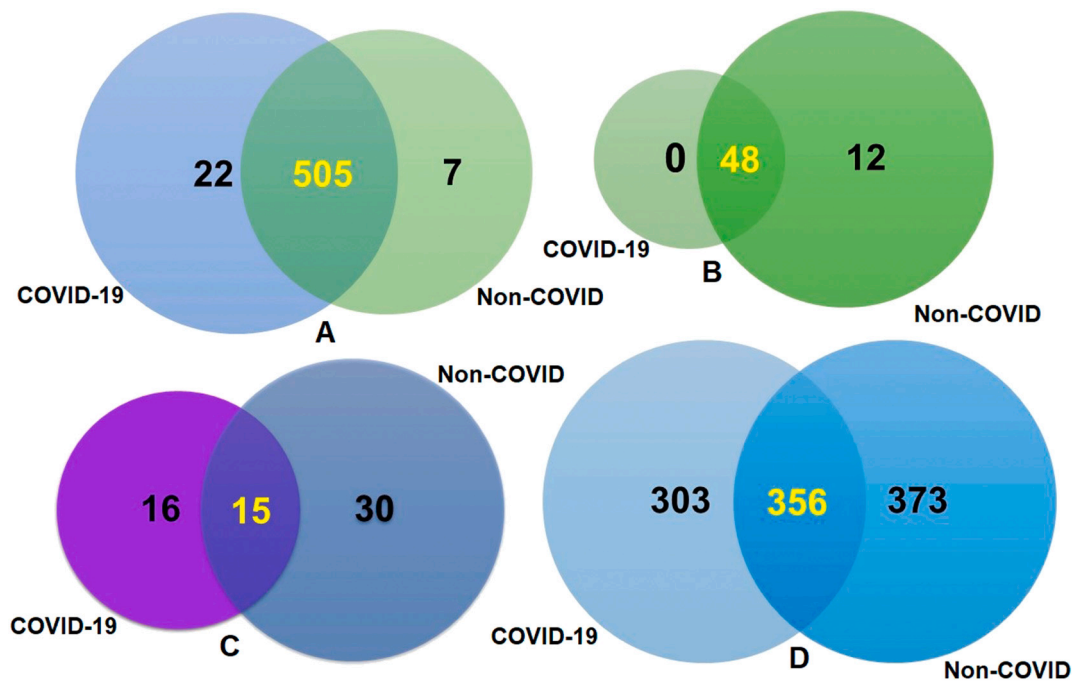 22 505 7
COVID-19
Non-COVID
A
0 48 12
COVID-19
B
Non-COVID
Non-COVID
16 15 30
COVID-19
C
303 356 373
COVID-19
D
Non-COVID